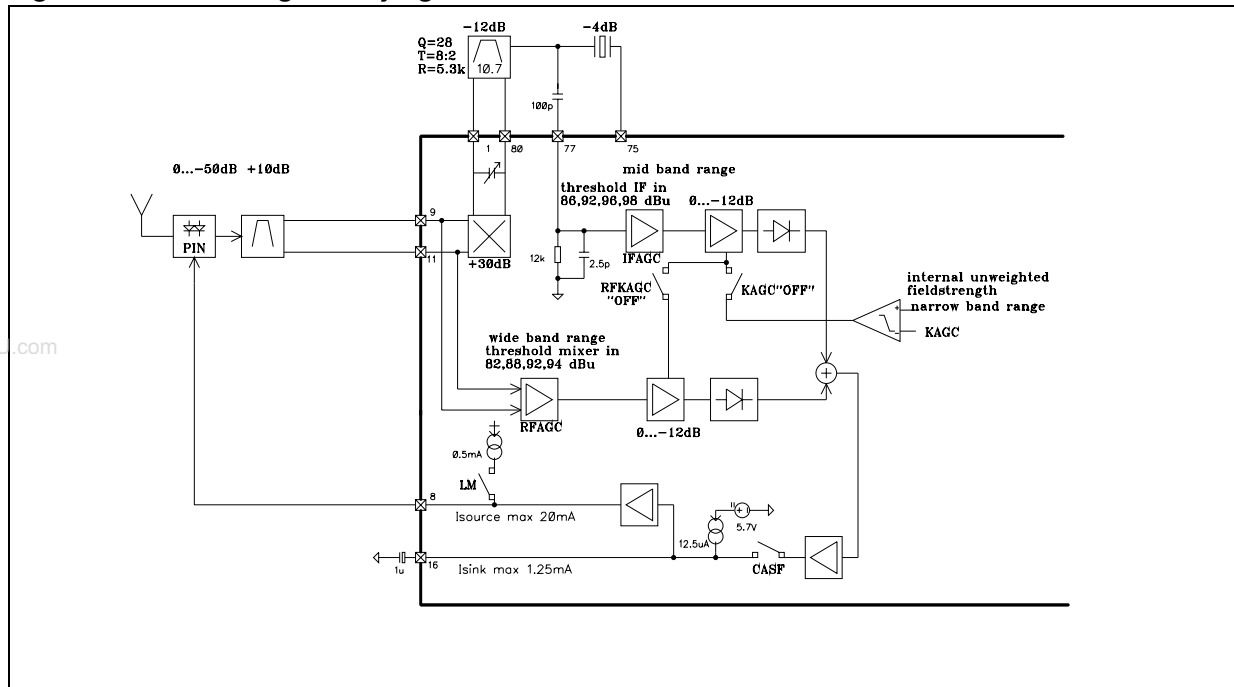 -12dB
-4dB
Q=28
T=8:2
R=5.3k
10.7
100p
1
80
77
75
0...-50dB +10dB
mid band range
threshold IF in
86,92,96,98 dBu
0...-12dB
9
PIN
11
+30dB
12k
2.5p
IFAGC
RFKAGC
"OFF"
KAGC"OFF"
internal unweighted
fieldstrength
narrow band range
+
-
KAGC
wide band range
threshold mixer in
82,88,92,94 dBu
J.com
+
RFAGC
0...-12dB
0.5mA
LM
8
Isource max 20mA
5.7V
12.5uA
1u
16
Isink max 1.25mA
CASF